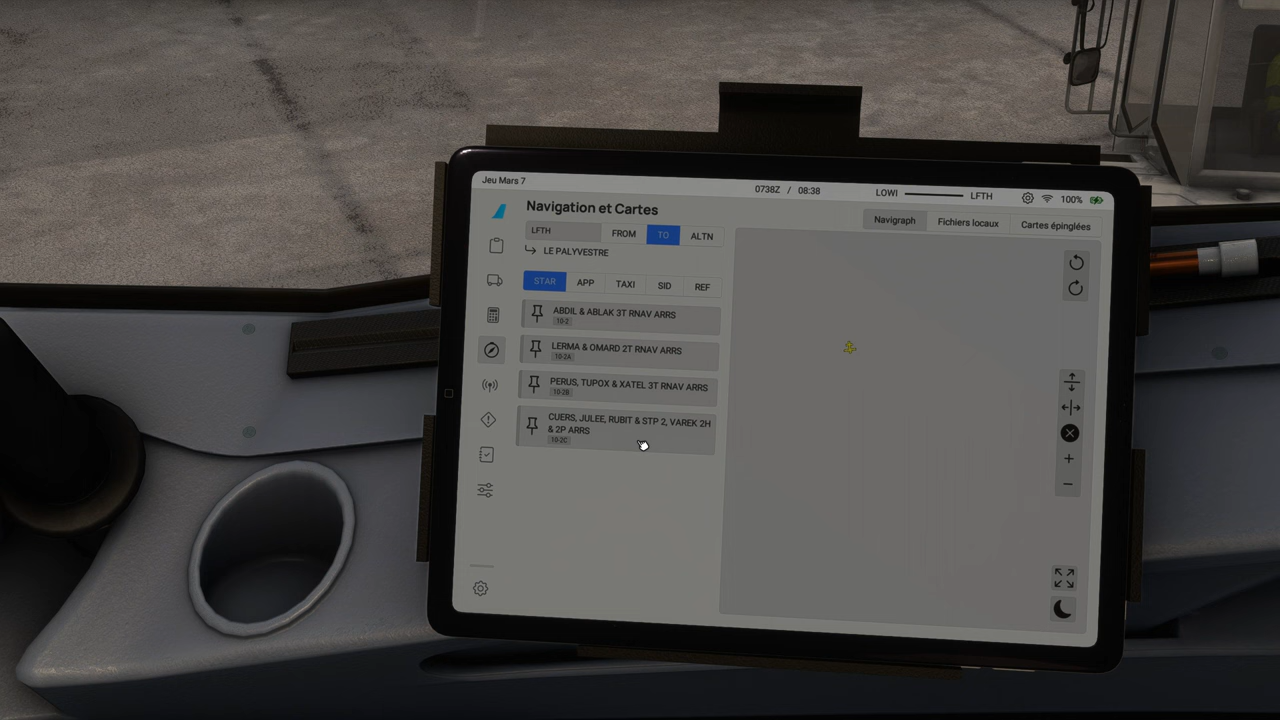 Jeu Mars 7
0738Z / 08:38
LOWI LFTH
100%
Navigation et Cartes
Navigraph Fichiers locaux Cartes épinglées
LFTH FROM TO ALTN
LE PALYVESTRE
STAR APP TAXI SID REF
ABDIL & ABLAK 3T RNAV ARRS
10-2
LERMA & OMARD 2T RNAV ARRS
10-2A
PERUS, TUPOX & XATEL 3T RNAV ARRS
10-2B
CUERS, JULEE, RUBIT & STP 2, VAREK 2H
& 2P ARRS
10-2C